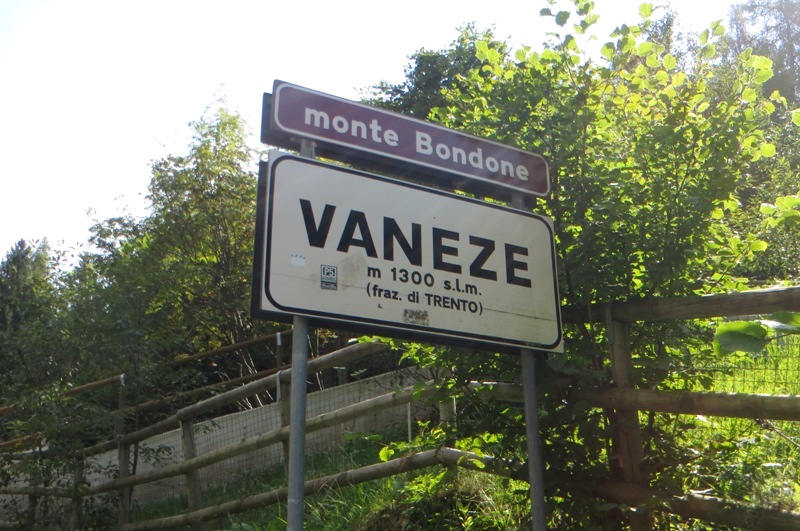 monte Bondone
VANEZE
m 1300 s.l.m.
(fraz. di TRENTO)